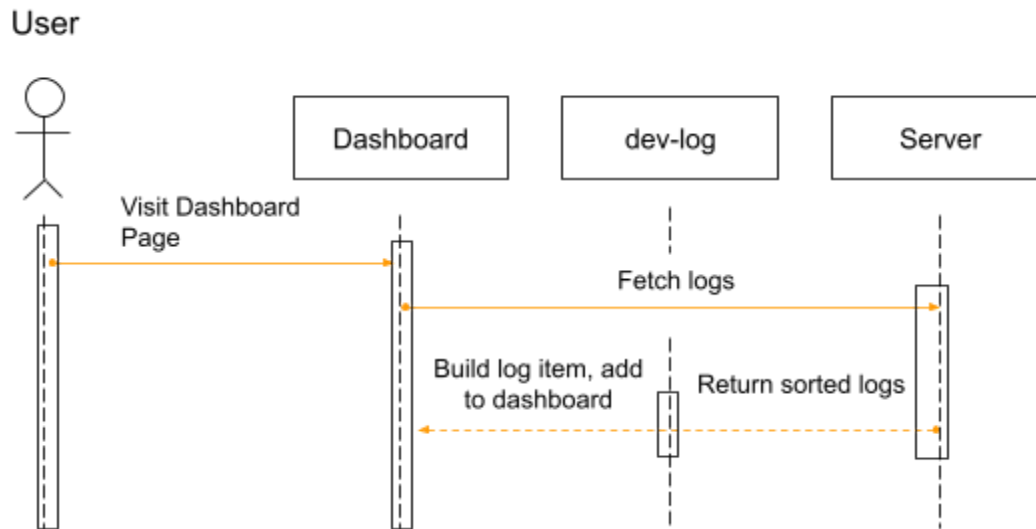 User
Dashboard
dev-log
Server
Visit Dashboard
Page
Fetch logs
Build log item, add
to dashboard
Return sorted logs